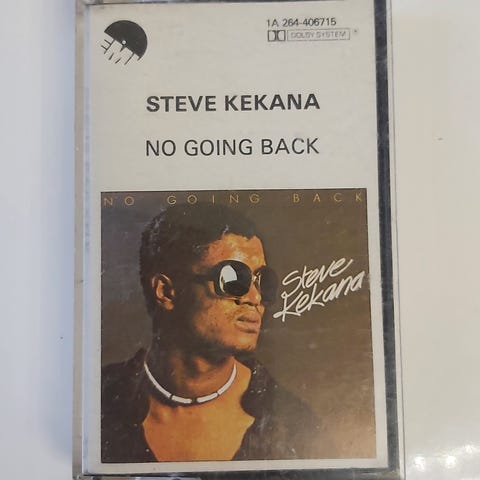 EMI
1A 264-406715
DOLBY SYSTEM
STEVE KEKANA
NO GOING BACK
NO GOING BACK
Steve
Kekana